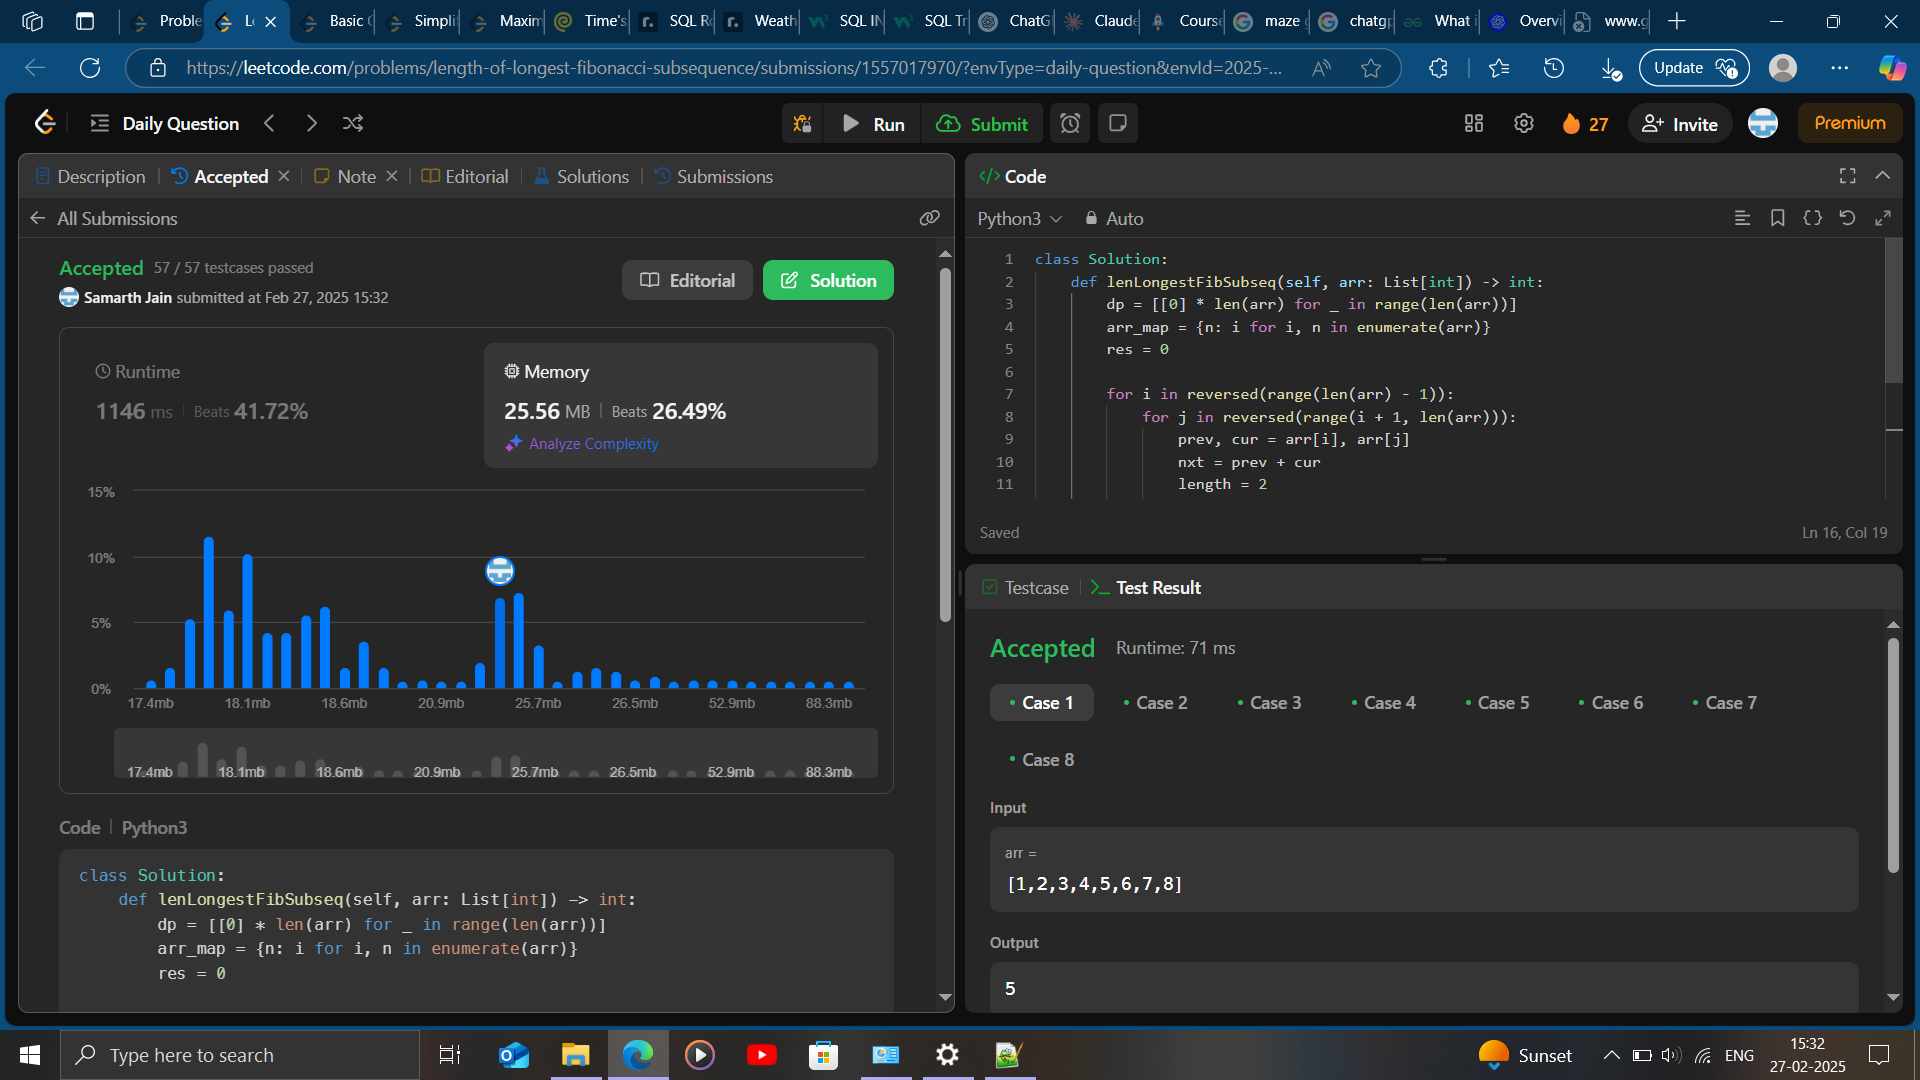 Proble
Le
Basic C
Simplif
Maxim
Time's
SQL Ro
Weath
SQL IN
SQL Tr
ChatG
Claude
Course
maze g
chatgp
What i
Overvi
www.g
https://leetcode.com/problems/length-of-longest-fibonacci-subsequence/submissions/1557017970/?envType=daily-question&envId=2025-...
Update
Daily Question
Run
Submit
27
Invite
Premium
Description
Accepted
Note
Editorial
Solutions
Submissions
All Submissions
Accepted 57 / 57 testcases passed
Samarth Jain submitted at Feb 27, 2025 15:32
Editorial
Solution
Runtime
1146 ms | Beats 41.72%
Memory
25.56 MB | Beats 26.49%
Analyze Complexity
15%
10%
5%
0%
17.4mb 18.1mb 18.6mb 20.9mb 25.7mb 26.5mb 52.9mb 88.3mb
17.4mb 18.1mb 18.6mb 20.9mb 25.7mb 26.5mb 52.9mb 88.3mb
Code | Python3
class Solution:
    def lenLongestFibSubseq(self, arr: List[int]) -> int:
        dp = [[0] * len(arr) for _ in range(len(arr))]
        arr_map = {n: i for i, n in enumerate(arr)}
        res = 0
</> Code
Python3
Auto
1 class Solution:
2     def lenLongestFibSubseq(self, arr: List[int]) -> int:
3         dp = [[0] * len(arr) for _ in range(len(arr))]
4         arr_map = {n: i for i, n in enumerate(arr)}
5         res = 0
6
7         for i in reversed(range(len(arr) - 1)):
8             for j in reversed(range(i + 1, len(arr))):
9                 prev, cur = arr[i], arr[j]
10                 nxt = prev + cur
11                 length = 2
Saved
Ln 16, Col 19
Testcase
Test Result
Accepted Runtime: 71 ms
Case 1
Case 2
Case 3
Case 4
Case 5
Case 6
Case 7
Case 8
Input
arr =
[1,2,3,4,5,6,7,8]
Output
5
Type here to search
Sunset
ENG
15:32
27-02-2025